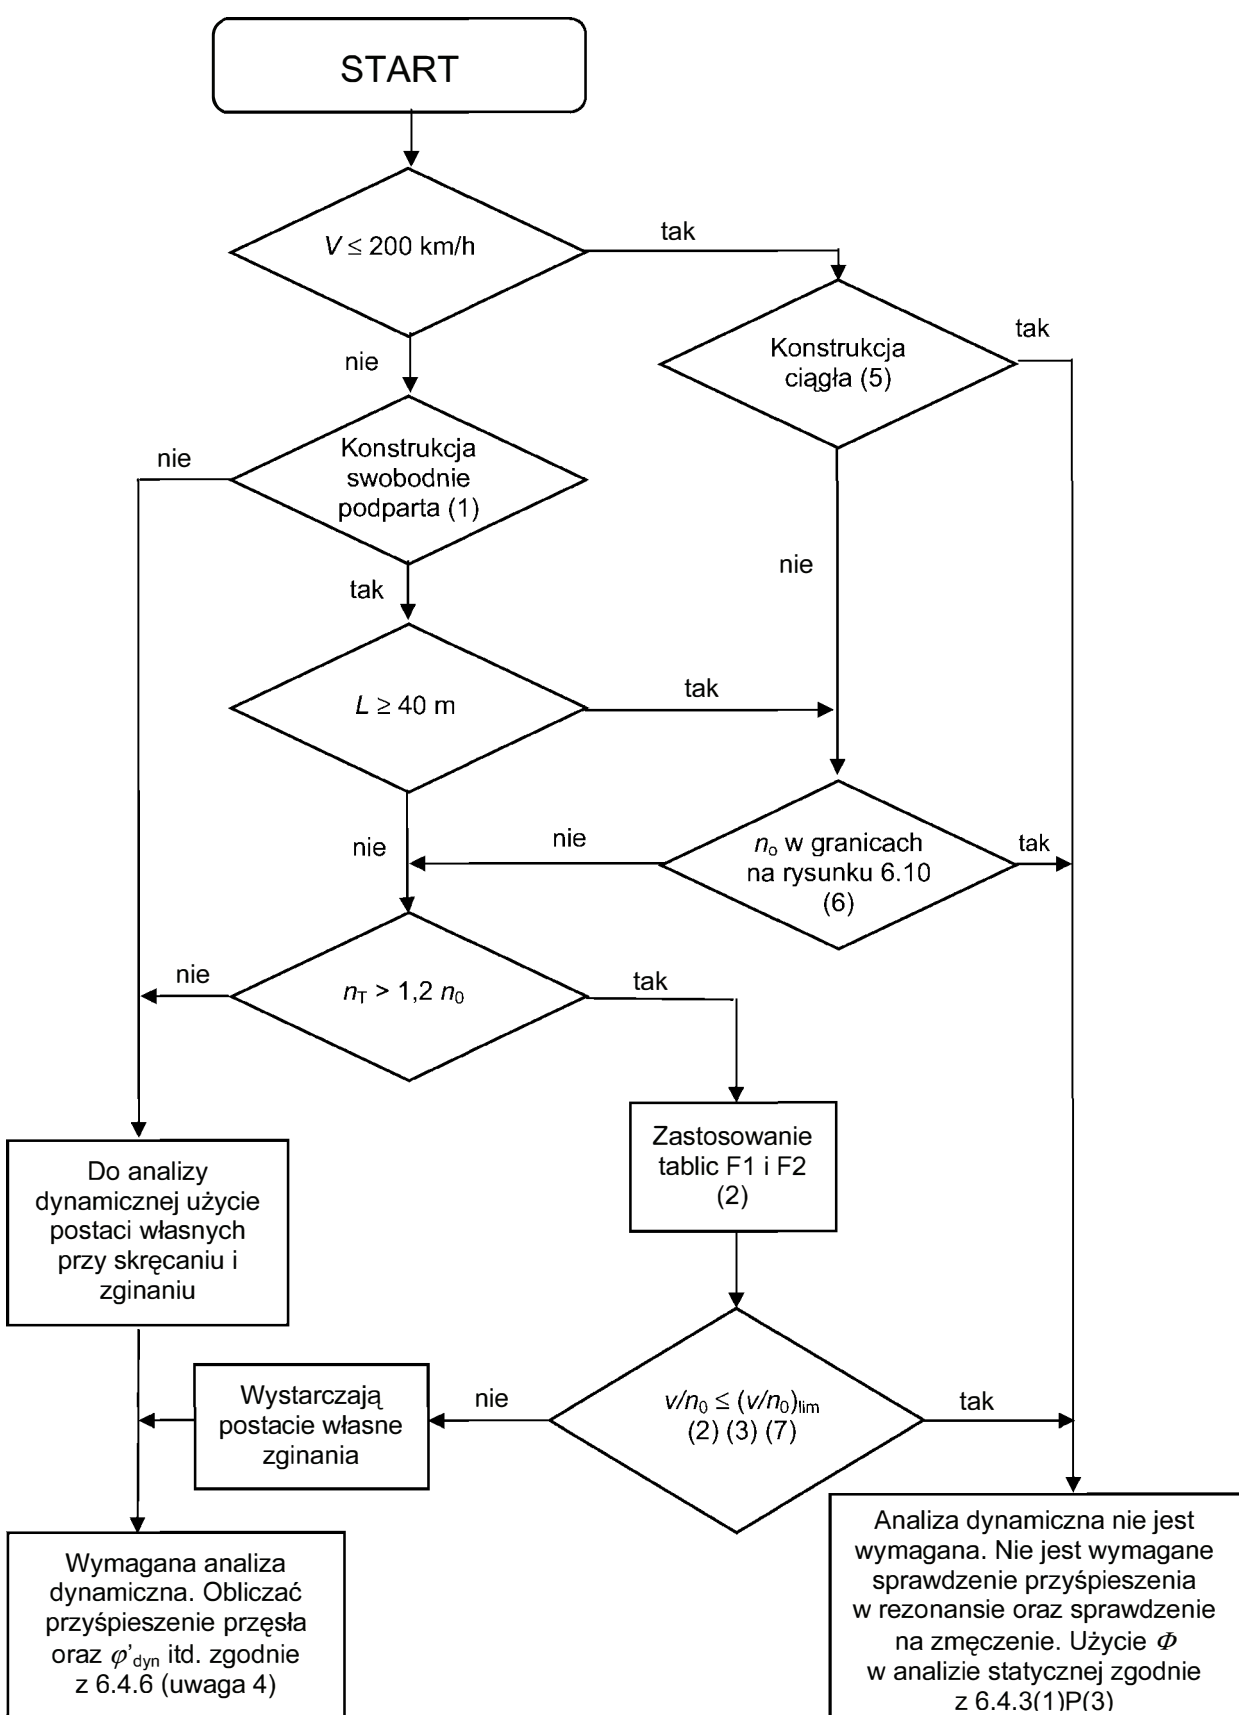 START
V ≤ 200 km/h
tak
nie
Konstrukcja
ciągła (5)
tak
Konstrukcja
swobodnie
podparta (1)
nie
tak
nie
L ≥ 40 m
tak
nie
nie
n₀ w granicach
na rysunku 6.10
(6)
tak
n_T > 1,2 n₀
nie
tak
Zastosowanie
tablic F1 i F2
(2)
Do analizy
dynamicznej użycie
postaci własnych
przy skręcaniu i
zginaniu
Wystarczają
postacie własne
zginania
nie
v/n₀ ≤ (v/n₀)lim
(2) (3) (7)
tak
Wymagana analiza
dynamiczna. Obliczać
przyśpieszenie przęsła
oraz φ’dyn itd. zgodnie
z 6.4.6 (uwaga 4)
Analiza dynamiczna nie jest
wymagana. Nie jest wymagane
sprawdzenie przyśpieszenia
w rezonansie oraz sprawdzenie
na zmęczenie. Użycie Φ
w analizie statycznej zgodnie
z 6.4.3(1)P(3)